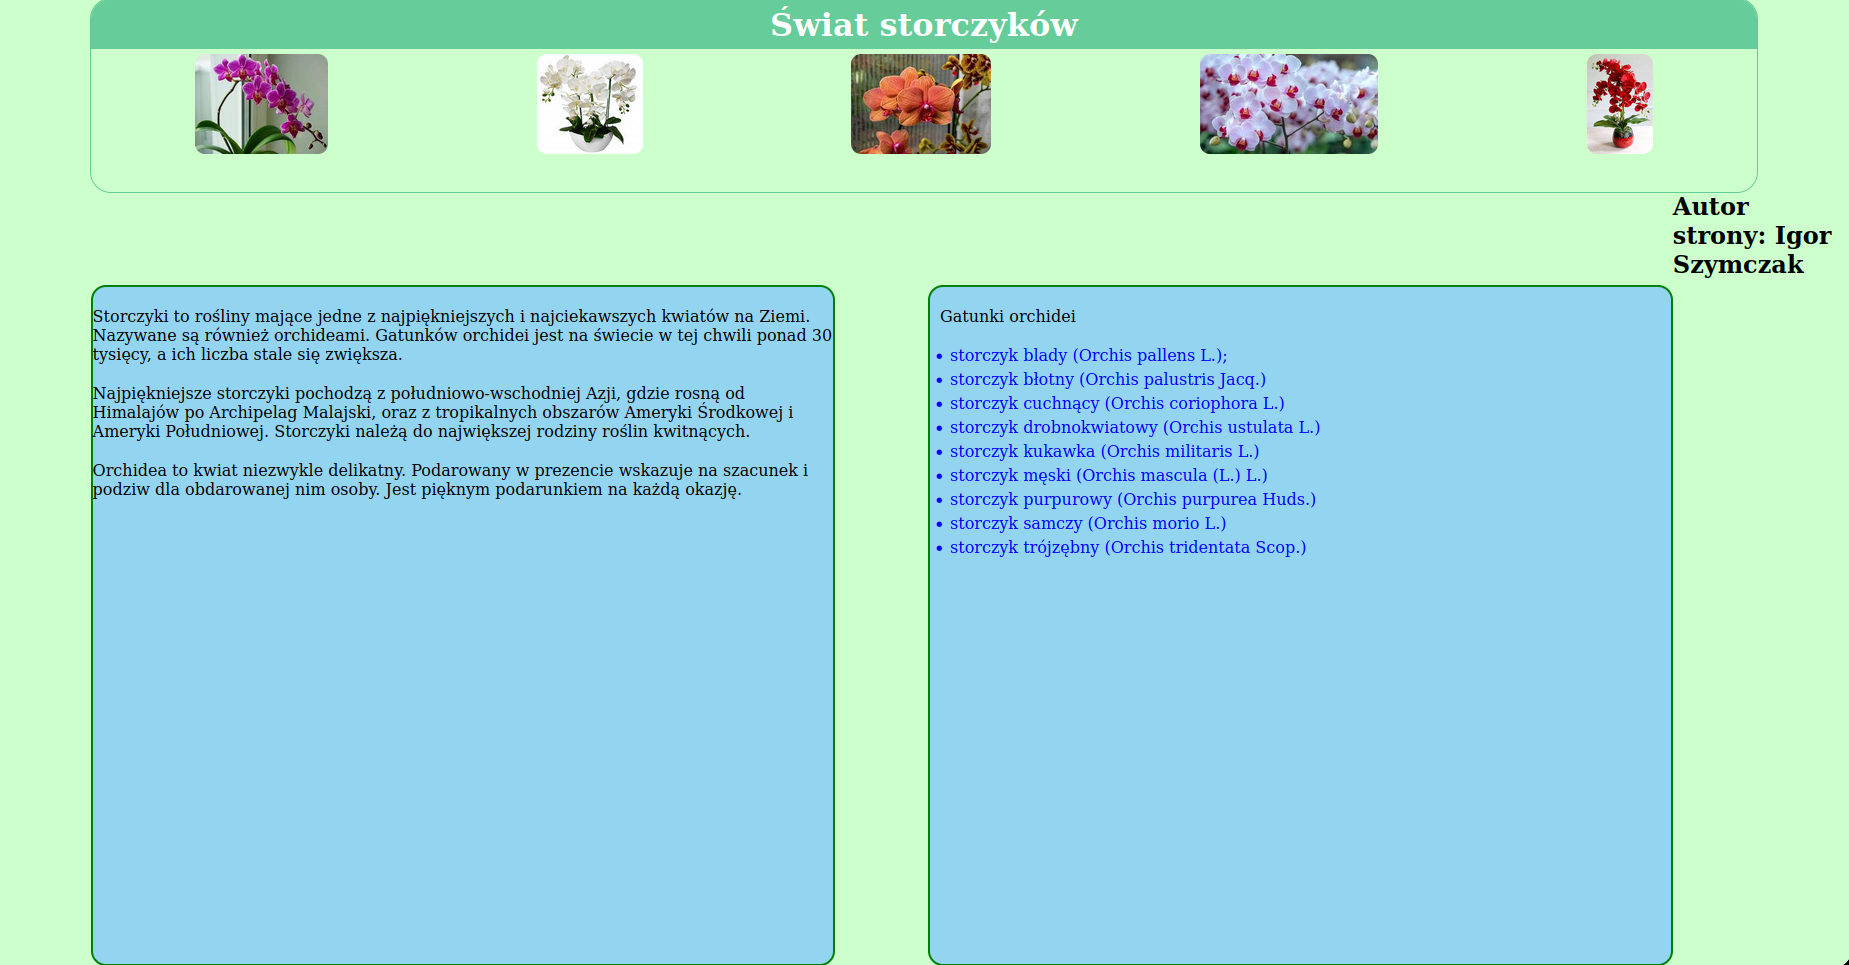 Świat storczyków
Autor
strony: Igor
Szymczak
Storczyki to rośliny mające jedne z najpiękniejszych i najciekawszych kwiatów na Ziemi.
Nazywane są również orchideami. Gatunków orchidei jest na świecie w tej chwili ponad 30
tysięcy, a ich liczba stale się zwiększa.
Najpiękniejsze storczyki pochodzą z południowo-wschodniej Azji, gdzie rosną od
Himalajów po Archipelag Malajski, oraz z tropikalnych obszarów Ameryki Środkowej i
Ameryki Południowej. Storczyki należą do największej rodziny roślin kwitnących.
Orchidea to kwiat niezwykle delikatny. Podarowany w prezencie wskazuje na szacunek i
podziw dla obdarowanej nim osoby. Jest pięknym podarunkiem na każdą okazję.
Gatunki orchidei
• storczyk blady (Orchis pallens L.);
• storczyk błotny (Orchis palustris Jacq.)
• storczyk cuchnący (Orchis coriophora L.)
• storczyk drobnokwiatowy (Orchis ustulata L.)
• storczyk kukawka (Orchis militaris L.)
• storczyk męski (Orchis mascula (L.) L.)
• storczyk purpurowy (Orchis purpurea Huds.)
• storczyk samczy (Orchis morio L.)
• storczyk trójzębny (Orchis tridentata Scop.)